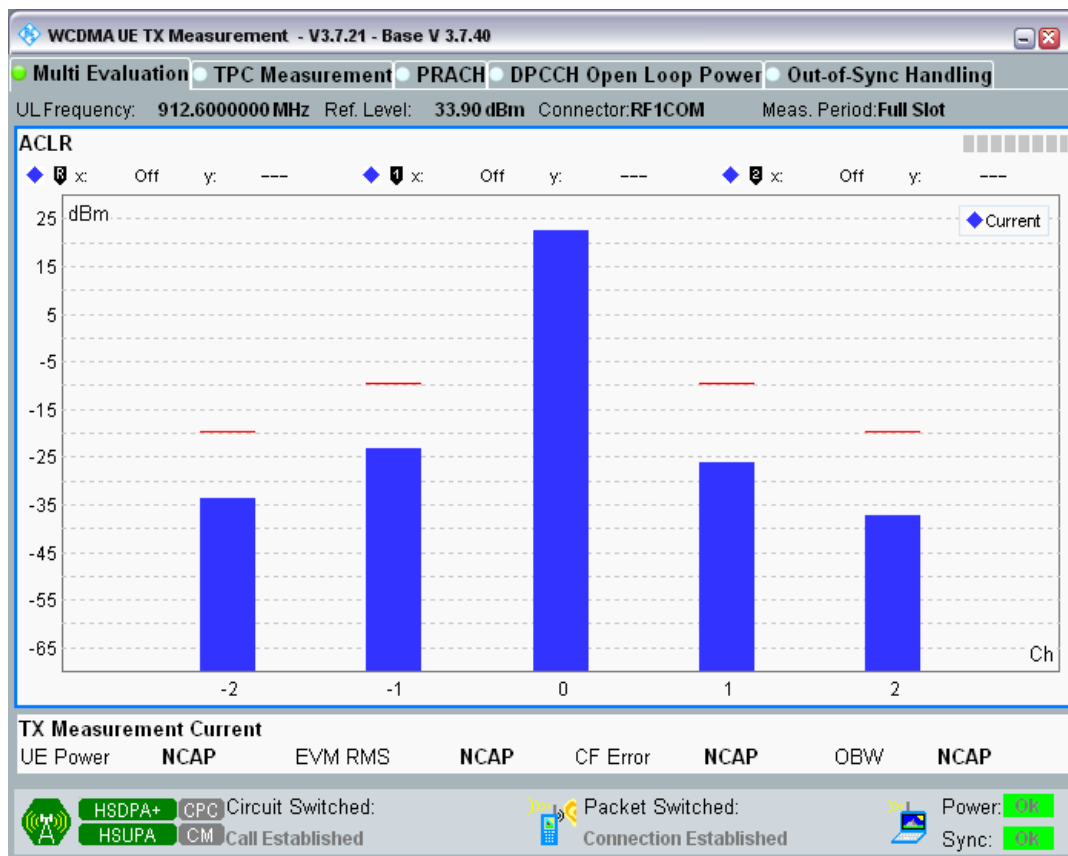 WCDMA UE TX Measurement - V3.7.21 - Base V 3.7.40
Multi Evaluation TPC Measurement PRACH DPCCH Open Loop Power Out-of-Sync Handling
UL Frequency: 912.6000000 MHz Ref. Level: 33.90 dBm Connector:RF1COM Meas. Period:Full Slot
ACLR
R x: Off y: --- 1 x: Off y: --- 2 x: Off y: ---
dBm
Current
25
15
5
-5
-15
-25
-35
-45
-55
-65
Ch
-2 -1 0 1 2
TX Measurement Current
UE Power NCAP EVM RMS NCAP CF Error NCAP OBW NCAP
HSDPA+ CPC Circuit Switched: Packet Switched: Power: OK
HSUPA CM Call Established Connection Established Sync: OK